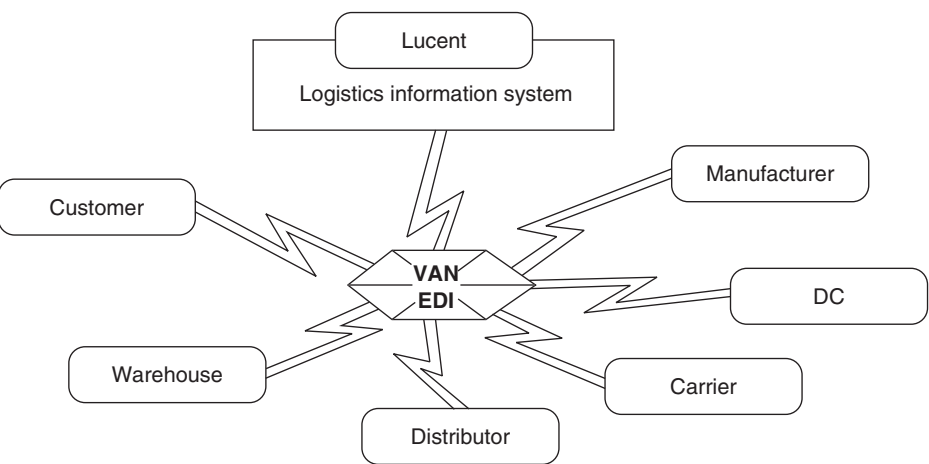 Lucent
Logistics information system
Manufacturer
Customer
VAN
EDI
DC
Warehouse
Carrier
Distributor